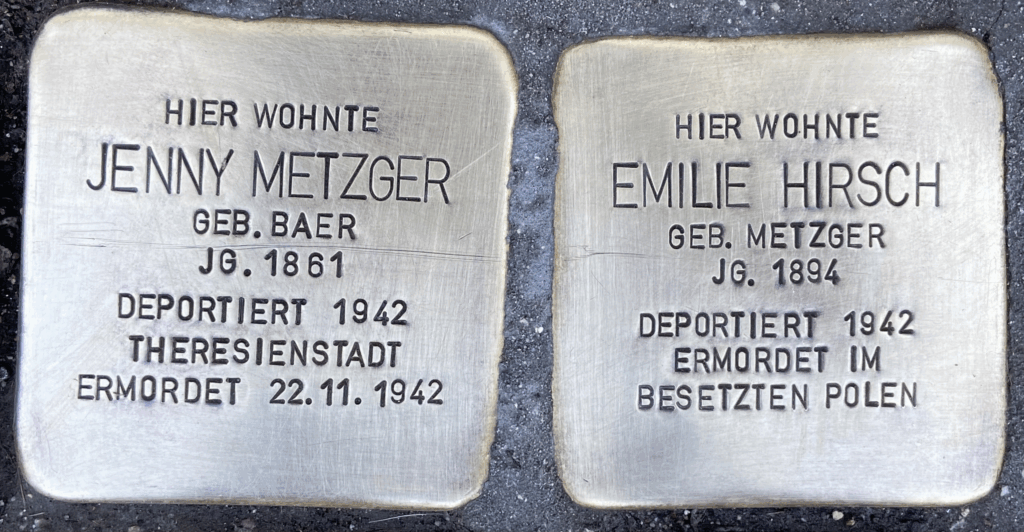 HIER WOHNTE
JENNY METZGER
GEB. BAER
JG. 1861
DEPORTIERT 1942
THERESIENSTADT
ERMORDET 22.11.1942
HIER WOHNTE
EMILIE HIRSCH
GEB. METZGER
JG. 1894
DEPORTIERT 1942
ERMORDET IM
BESETZTEN POLEN